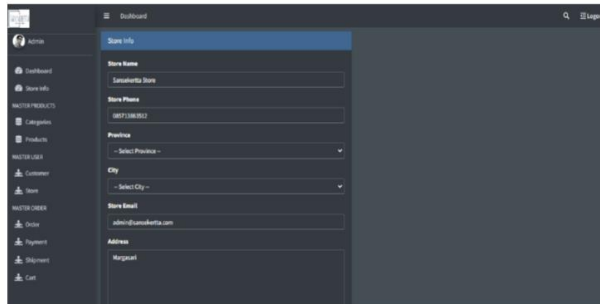 Dashboard
Admin
Dashboard
Store Info
MASTER PRODUCTS
Categories
Products
MASTER USER
Customer
Store
MASTER ORDER
Order
Payment
Shipment
Cart
Store Info
Store Name
Sansekertta Store
Store Phone
Province
-- Select Province --
City
-- Select City --
Store Email
admin@sansekertta.com
Address
Margasari